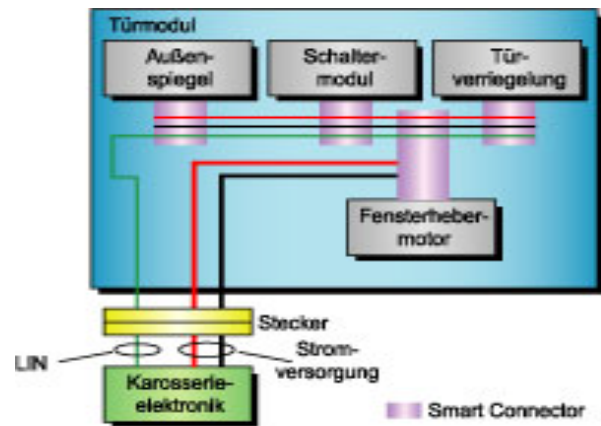 Türmodul
Außen-
spiegel
Schalter-
modul
Tür-
verriegelung
Fensterheber-
motor
Stecker
LIN
Strom-
versorgung
Karosserie-
elektronik
Smart Connector